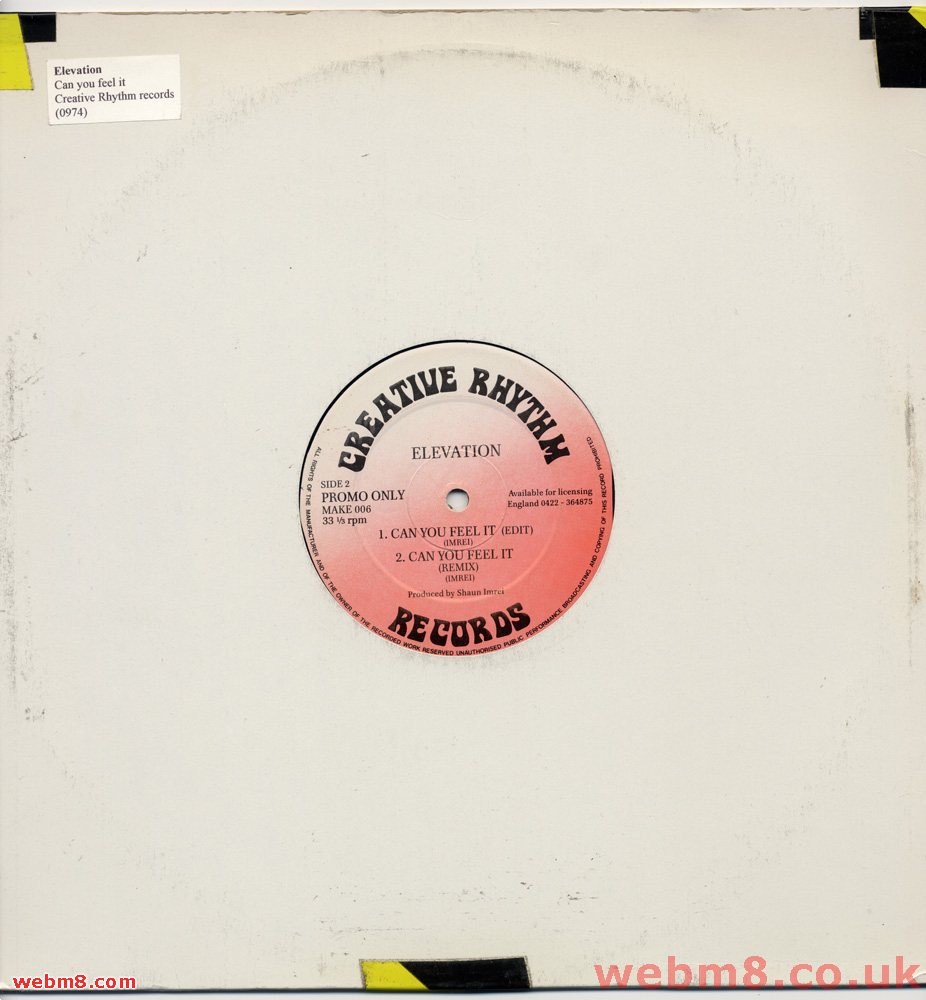 Elevation
Can you feel it
Creative Rhythm records
(0974)
CREATIVE RHYTHM
ELEVATION
SIDE 2
PROMO ONLY
MAKE 006
33 ⅓ rpm
Available for licensing
England 0422 - 364875
1. CAN YOU FEEL IT (EDIT)
(IMREI)
2. CAN YOU FEEL IT
(REMIX)
(IMREI)
Produced by Shaun Imrei
RECORDS
ALL RIGHTS OF THE MANUFACTURER AND OF THE OWNER OF THE RECORDED WORK RESERVED UNAUTHORISED PUBLIC PERFORMANCE BROADCASTING AND COPYING OF THIS RECORD PROHIBITED
webm8.com
webm8.co.uk